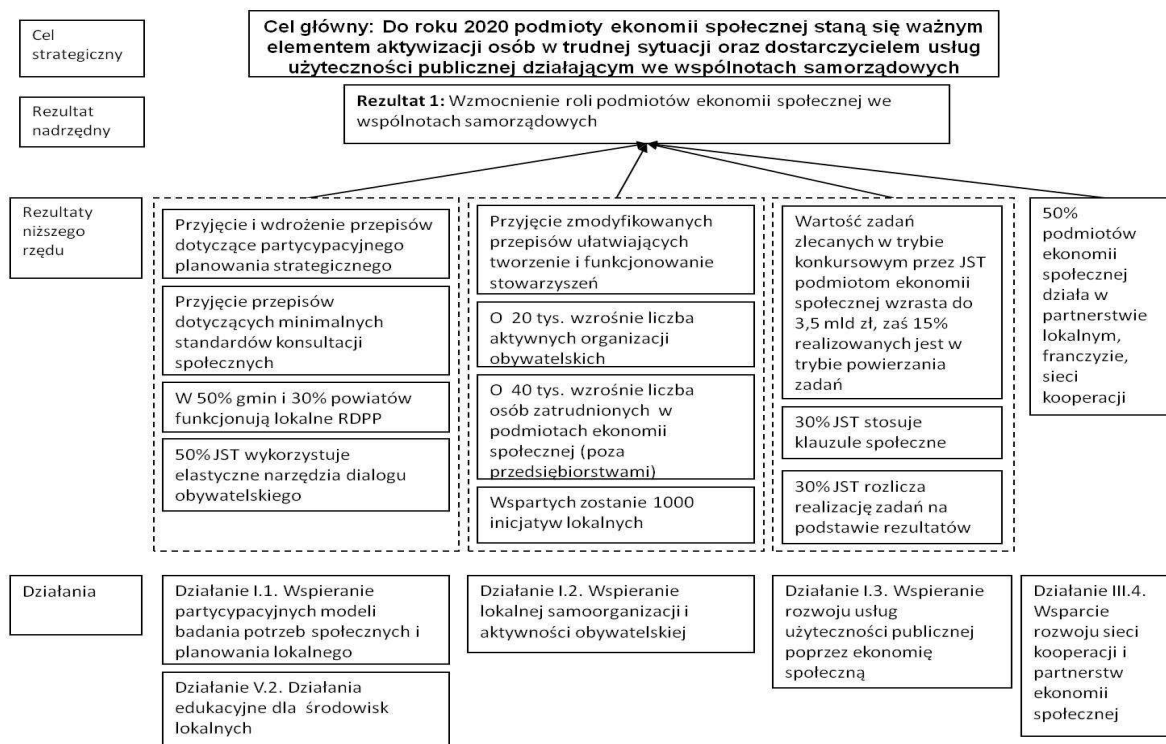 Cel
strategiczny
Cel główny: Do roku 2020 podmioty ekonomii społecznej staną się ważnym
elementem aktywizacji osób w trudnej sytuacji oraz dostarczycielem usług
użyteczności publicznej działającym we wspólnotach samorządowych
Rezultat
nadrzędny
Rezultat 1: Wzmocnienie roli podmiotów ekonomii społecznej we
wspólnotach samorządowych
Rezultaty
niższego
rzędu
Przyjęcie i wdrożenie przepisów
dotyczące partycypacyjnego
planowania strategicznego
Przyjęcie przepisów
dotyczących minimalnych
standardów konsultacji
społecznych
W 50% gmin i 30% powiatów
funkcjonują lokalne RDPP
50% JST wykorzystuje
elastyczne narzędzia dialogu
obywatelskiego
Przyjęcie zmodyfikowanych
przepisów ułatwiających
tworzenie i funkcjonowanie
stowarzyszeń
O 20 tys. wzrośnie liczba
aktywnych organizacji
obywatelskich
O 40 tys. wzrośnie liczba
osób zatrudnionych w
podmiotach ekonomii
społecznej (poza
przedsiębiorstwami)
Wspartych zostanie 1000
inicjatyw lokalnych
Wartość zadań
zlecanych w trybie
konkursowym przez JST
podmiotom ekonomii
społecznej wzrasta do
3,5 mld zł, zaś 15%
realizowanych jest w
trybie powierzania
zadań
30% JST stosuje
klauzule społeczne
30% JST rozlicza
realizację zadań na
podstawie rezultatów
50%
podmiotów
ekonomii
społecznej
działa w
partnerstwie
lokalnym,
franczyzie,
sieci
kooperacji
Działania
Działanie I.1. Wspieranie
partycypacyjnych modeli
badania potrzeb społecznych i
planowania lokalnego
Działanie V.2. Działania
edukacyjne dla środowisk
lokalnych
Działanie I.2. Wspieranie
lokalnej samoorganizacji i
aktywności obywatelskiej
Działanie I.3. Wspieranie
rozwoju usług
użyteczności publicznej
poprzez ekonomię
społeczną
Działanie III.4.
Wsparcie
rozwoju sieci
kooperacji i
partnerstw
ekonomii
społecznej